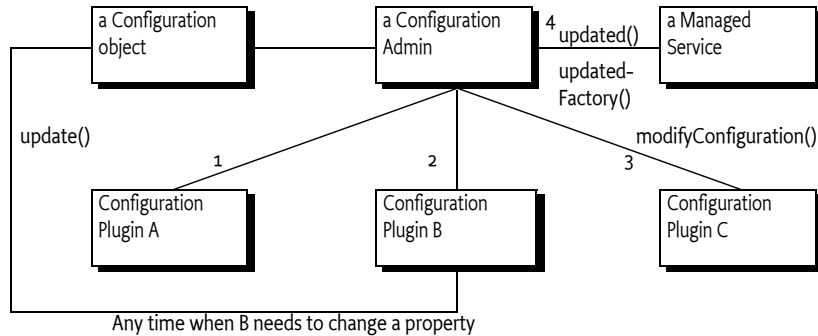 a Configuration
object
a Configuration
Admin
4
updated()
updated-
Factory()
a Managed
Service
update()
modifyConfiguration()
1
2
3
Configuration
Plugin A
Configuration
Plugin B
Configuration
Plugin C
Any time when B needs to change a property